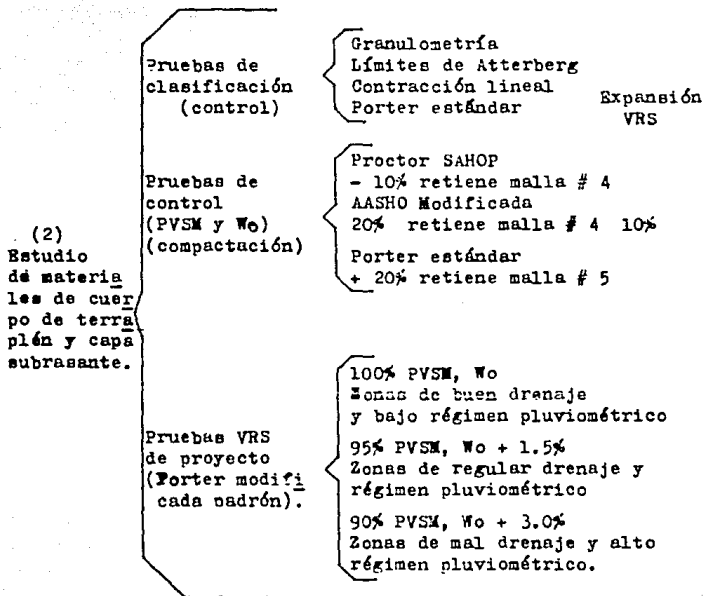 (2)
Estudio
de materia
les de cuer
po de terra
plén y capa
subrasante.
Pruebas de
clasificación
(control)
Granulometría
Límites de Atterberg
Contracción lineal
Porter estándar
Expansión
VRS
Pruebas de
control
(PVSM y Wo)
(compactación)
Proctor SAHOP
- 10% retiene malla # 4
AASHO Modificada
20% retiene malla # 4 10%
Porter estándar
+ 20% retiene malla # 5
Pruebas VRS
de proyecto
(Porter modifi
cada padrón).
100% PVSM, Wo
Zonas de buen drenaje
y bajo régimen pluviométrico
95% PVSM, Wo + 1.5%
Zonas de regular drenaje y
régimen pluviométrico
90% PVSM, Wo + 3.0%
Zonas de mal drenaje y alto
régimen pluviométrico.